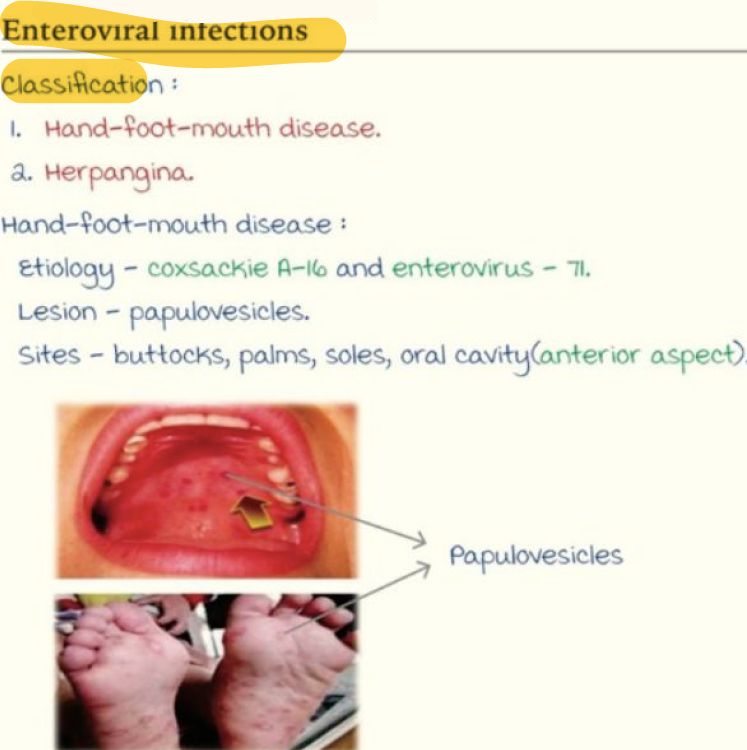 Enteroviral infections
Classification :
1. Hand-foot-mouth disease.
2. Herpangina.
Hand-foot-mouth disease :
Etiology - coxsackie A-16 and enterovirus - 71.
Lesion - papulovesicles.
Sites - buttocks, palms, soles, oral cavity(anterior aspect).
Papulovesicles